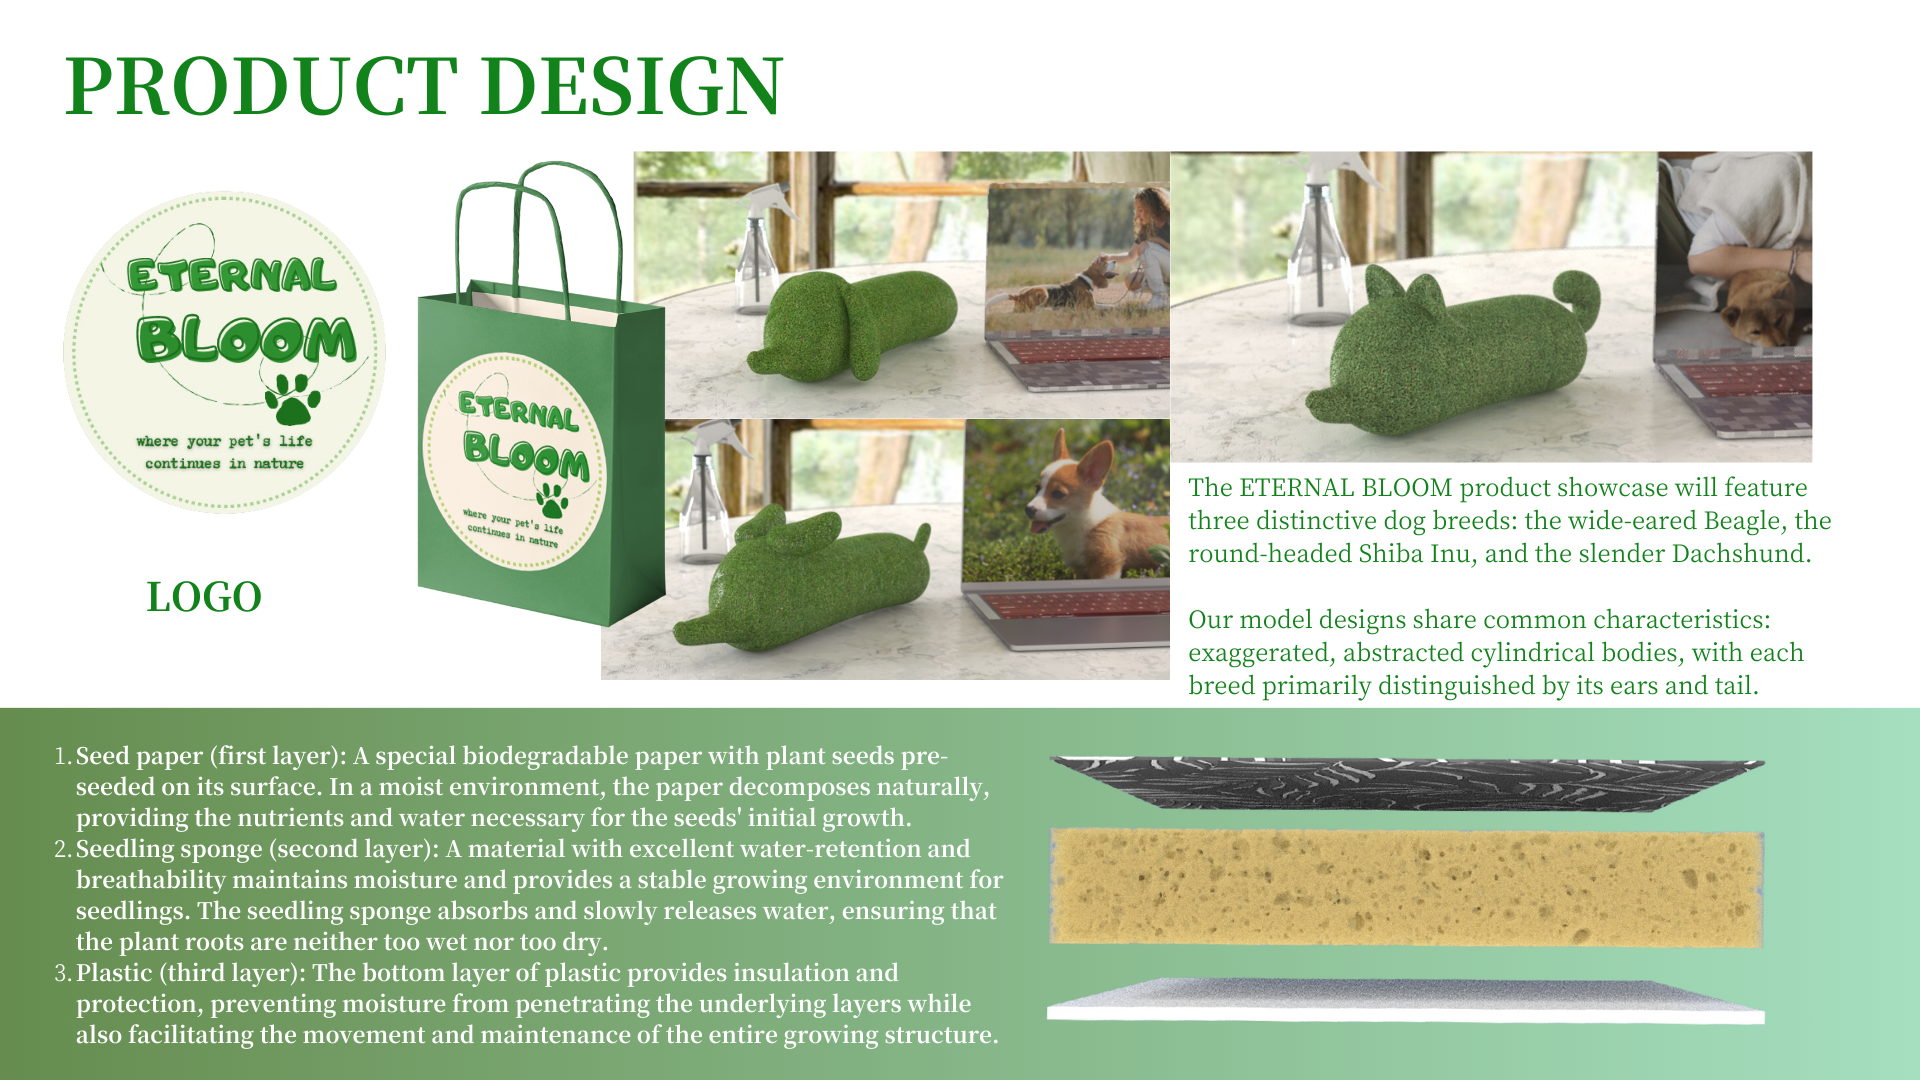 PRODUCT DESIGN
ETERNAL
BLOOM
where your pet's life
continues in nature
LOGO
ETERNAL
BLOOM
where your pet's life
continues in nature
The ETERNAL BLOOM product showcase will feature
three distinctive dog breeds: the wide-eared Beagle, the
round-headed Shiba Inu, and the slender Dachshund.
Our model designs share common characteristics:
exaggerated, abstracted cylindrical bodies, with each
breed primarily distinguished by its ears and tail.
1. Seed paper (first layer): A special biodegradable paper with plant seeds pre-
seeded on its surface. In a moist environment, the paper decomposes naturally,
providing the nutrients and water necessary for the seeds' initial growth.
2. Seedling sponge (second layer): A material with excellent water-retention and
breathability maintains moisture and provides a stable growing environment for
seedlings. The seedling sponge absorbs and slowly releases water, ensuring that
the plant roots are neither too wet nor too dry.
3. Plastic (third layer): The bottom layer of plastic provides insulation and
protection, preventing moisture from penetrating the underlying layers while
also facilitating the movement and maintenance of the entire growing structure.